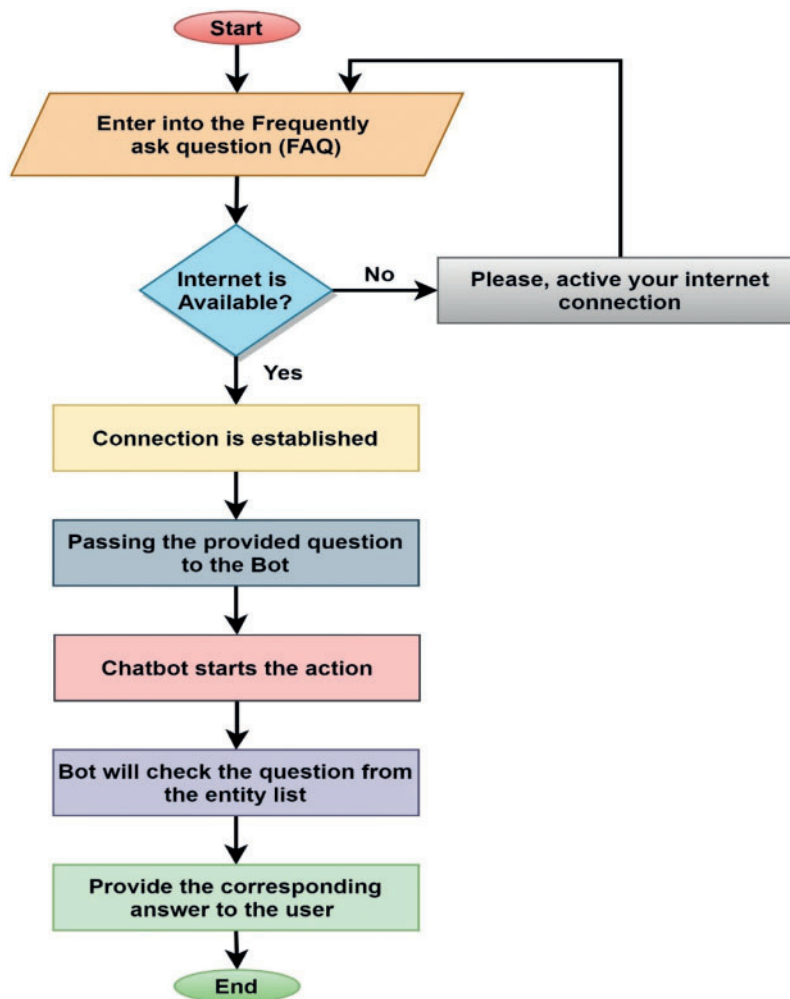 Start
Enter into the Frequently
ask question (FAQ)
Internet is
Available?
No
Please, active your internet
connection
Yes
Connection is established
Passing the provided question
to the Bot
Chatbot starts the action
Bot will check the question from
the entity list
Provide the corresponding
answer to the user
End